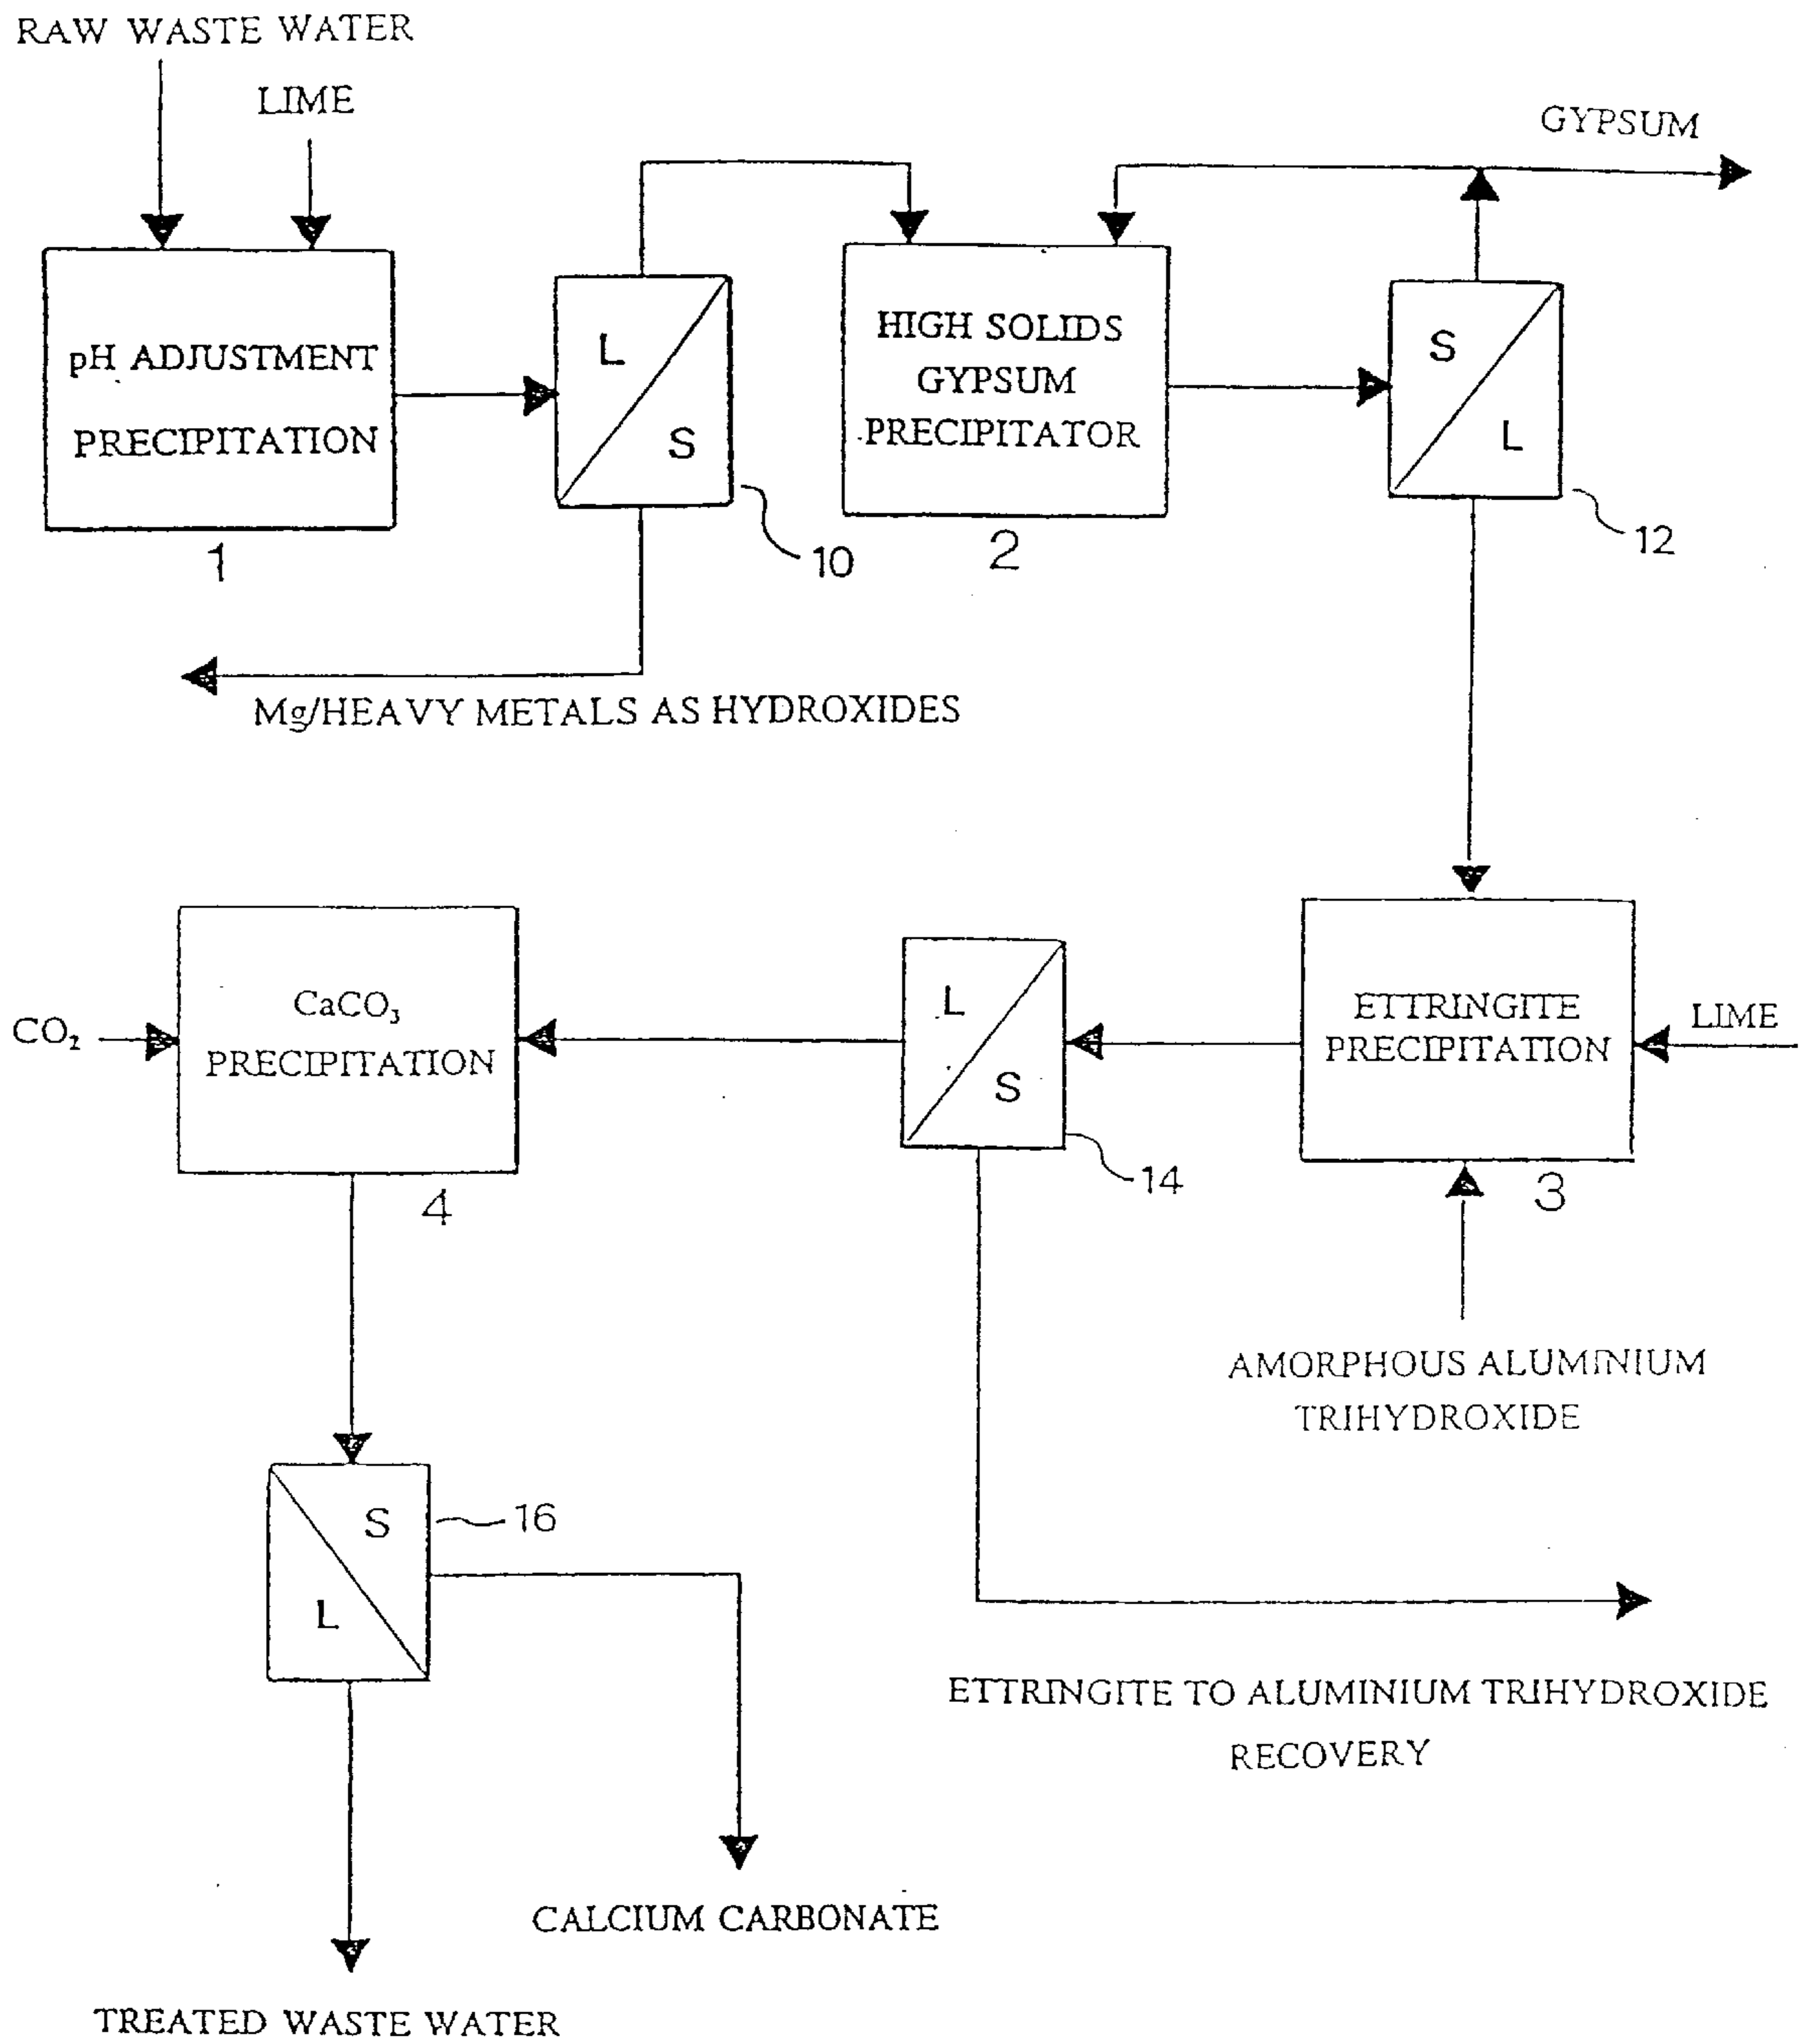 RAW WASTE WATER
LIME
GYPSUM
pH ADJUSTMENT
PRECIPITATION
1
L
S
10
HIGH SOLIDS
GYPSUM
PRECIPITATOR
2
S
L
12
Mg/HEAVY METALS AS HYDROXIDES
CO₂
CaCO₃
PRECIPITATION
4
L
S
14
ETTRINGITE
PRECIPITATION
3
LIME
AMORPHOUS ALUMINIUM
TRIHYDROXIDE
S
L
16
ETTRINGITE TO ALUMINIUM TRIHYDROXIDE
RECOVERY
CALCIUM CARBONATE
TREATED WASTE WATER